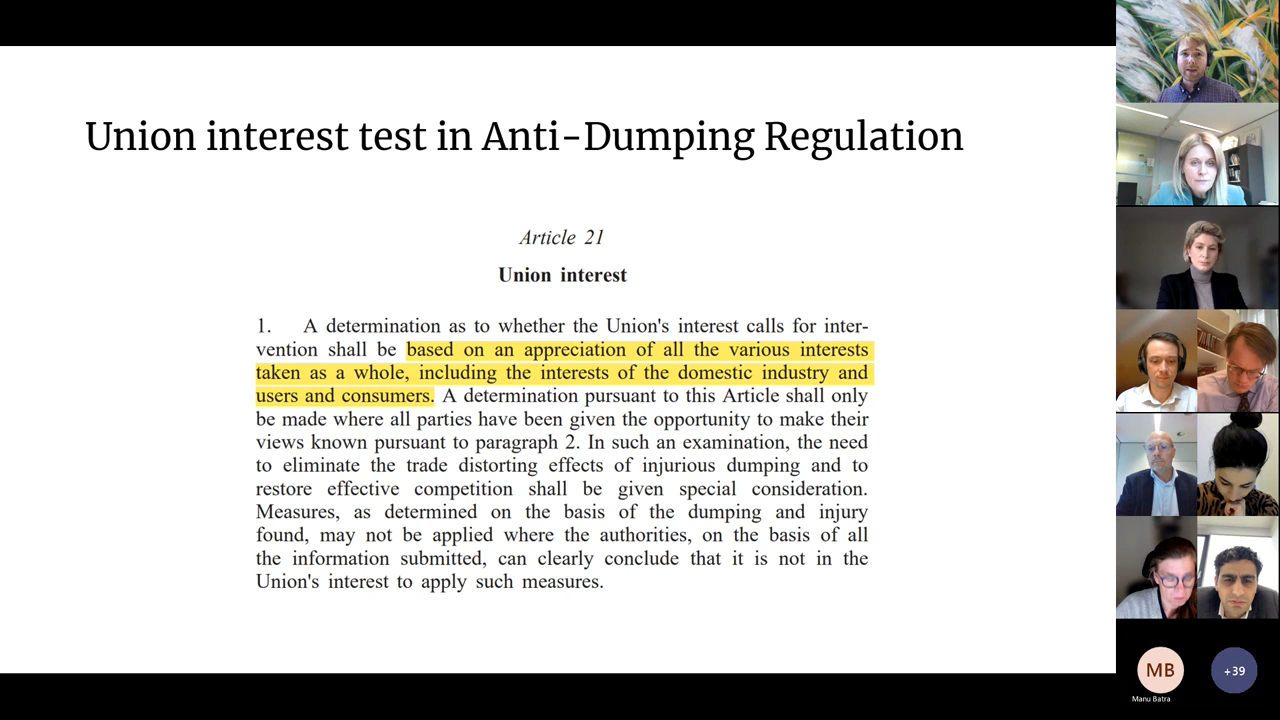 Union interest test in Anti-Dumping Regulation
Article 21
Union interest
1. A determination as to whether the Union's interest calls for inter-
vention shall be based on an appreciation of all the various interests
taken as a whole, including the interests of the domestic industry and
users and consumers. A determination pursuant to this Article shall only
be made where all parties have been given the opportunity to make their
views known pursuant to paragraph 2. In such an examination, the need
to eliminate the trade distorting effects of injurious dumping and to
restore effective competition shall be given special consideration.
Measures, as determined on the basis of the dumping and injury
found, may not be applied where the authorities, on the basis of all
the information submitted, can clearly conclude that it is not in the
Union's interest to apply such measures.
MB
+39
Manu Batra